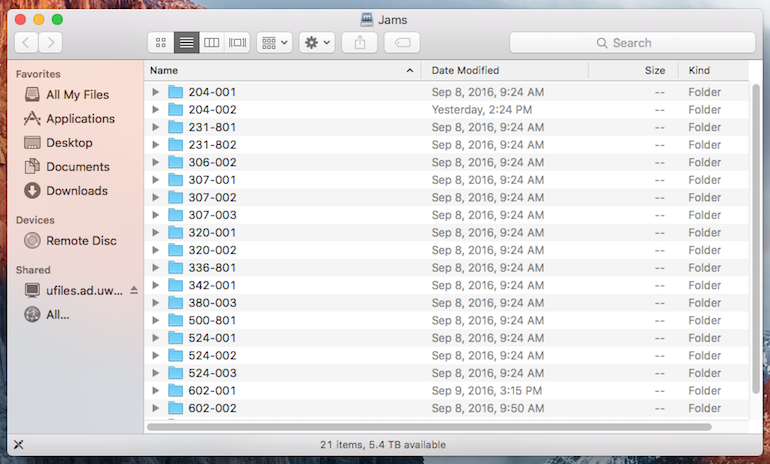 Jams
Search
Favorites
All My Files
Applications
Desktop
Documents
Downloads
Devices
Remote Disc
Shared
ufiles.ad.uw...
All...
Name Date Modified Size Kind
204-001 Sep 8, 2016, 9:24 AM -- Folder
204-002 Yesterday, 2:24 PM -- Folder
231-801 Sep 8, 2016, 9:24 AM -- Folder
231-802 Sep 8, 2016, 9:24 AM -- Folder
306-002 Sep 8, 2016, 9:24 AM -- Folder
307-001 Sep 8, 2016, 9:24 AM -- Folder
307-002 Sep 8, 2016, 9:24 AM -- Folder
307-003 Sep 8, 2016, 9:24 AM -- Folder
320-001 Sep 8, 2016, 9:24 AM -- Folder
320-002 Sep 8, 2016, 9:24 AM -- Folder
336-801 Sep 8, 2016, 9:24 AM -- Folder
342-001 Sep 8, 2016, 9:24 AM -- Folder
380-003 Sep 8, 2016, 9:24 AM -- Folder
500-801 Sep 8, 2016, 9:24 AM -- Folder
524-001 Sep 8, 2016, 9:24 AM -- Folder
524-002 Sep 8, 2016, 9:24 AM -- Folder
524-003 Sep 8, 2016, 9:24 AM -- Folder
602-001 Sep 9, 2016, 3:15 PM -- Folder
602-002 Sep 8, 2016, 9:50 AM -- Folder
21 items, 5.4 TB available